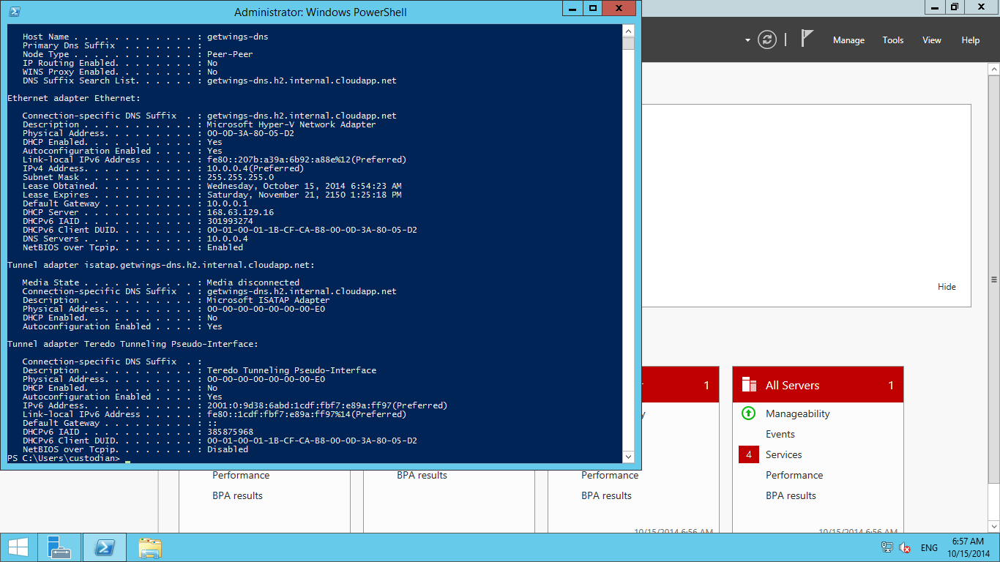 Administrator: Windows PowerShell
Host Name . . . . . . . . . . . . : getwings-dns
Primary Dns Suffix  . . . . . . . :
Node Type . . . . . . . . . . . . : Peer-Peer
IP Routing Enabled. . . . . . . . : No
WINS Proxy Enabled. . . . . . . . : No
DNS Suffix Search List. . . . . . : getwings-dns.h2.internal.cloudapp.net
Ethernet adapter Ethernet:
Connection-specific DNS Suffix  . : getwings-dns.h2.internal.cloudapp.net
Description . . . . . . . . . . . : Microsoft Hyper-V Network Adapter
Physical Address. . . . . . . . . : 00-0D-3A-80-05-D2
DHCP Enabled. . . . . . . . . . . : Yes
Autoconfiguration Enabled . . . . : Yes
Link-local IPv6 Address . . . . . : fe80::207b:a39a:6b92:a88e%12(Preferred)
IPv4 Address. . . . . . . . . . . : 10.0.0.4(Preferred)
Subnet Mask . . . . . . . . . . . : 255.255.255.0
Lease Obtained. . . . . . . . . . : Wednesday, October 15, 2014 6:54:23 AM
Lease Expires . . . . . . . . . . : Saturday, November 21, 2150 1:25:18 PM
Default Gateway . . . . . . . . . : 10.0.0.1
DHCP Server . . . . . . . . . . . : 168.63.129.16
DHCPv6 IAID . . . . . . . . . . . : 301993274
DHCPv6 Client DUID. . . . . . . . : 00-01-00-01-1B-CF-CA-B8-00-0D-3A-80-05-D2
DNS Servers . . . . . . . . . . . : 10.0.0.4
NetBIOS over Tcpip. . . . . . . . : Enabled
Tunnel adapter isatap.getwings-dns.h2.internal.cloudapp.net:
Media State . . . . . . . . . . . : Media disconnected
Connection-specific DNS Suffix  . : getwings-dns.h2.internal.cloudapp.net
Description . . . . . . . . . . . : Microsoft ISATAP Adapter
Physical Address. . . . . . . . . : 00-00-00-00-00-00-00-E0
DHCP Enabled. . . . . . . . . . . : No
Autoconfiguration Enabled . . . . : Yes
Tunnel adapter Teredo Tunneling Pseudo-Interface:
Connection-specific DNS Suffix  . :
Description . . . . . . . . . . . : Teredo Tunneling Pseudo-Interface
Physical Address. . . . . . . . . : 00-00-00-00-00-00-00-E0
DHCP Enabled. . . . . . . . . . . : No
Autoconfiguration Enabled . . . . : Yes
IPv6 Address. . . . . . . . . . . : 2001:0:9d38:6abd:1cdf:fbf7:e89a:ff97(Preferred)
Link-local IPv6 Address . . . . . : fe80::1cdf:fbf7:e89a:ff97%14(Preferred)
Default Gateway . . . . . . . . . : ::
DHCPv6 IAID . . . . . . . . . . . : 385875968
DHCPv6 Client DUID. . . . . . . . : 00-01-00-01-1B-CF-CA-B8-00-0D-3A-80-05-D2
NetBIOS over Tcpip. . . . . . . . : Disabled
PS C:\Users\custodian>
Manage Tools View Help
Hide
1
All Servers 1
Manageability
Events
4 Services
Performance
BPA results
Performance
BPA results
BPA results
Performance
BPA results
10/15/2014 6:56 AM
10/15/2014 6:56 AM
ENG
6:57 AM
10/15/2014